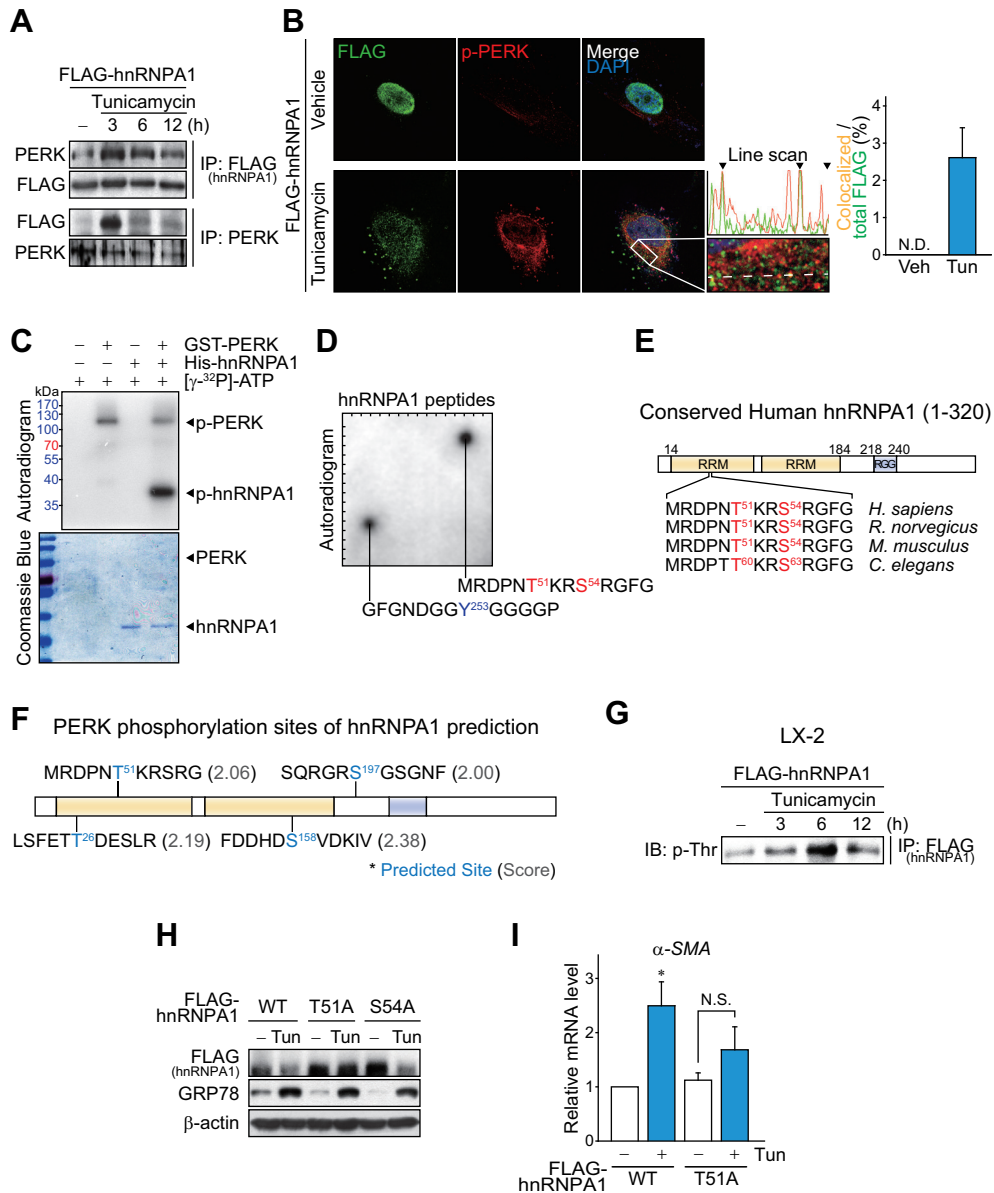 A
FLAG-hnRNPA1
Tunicamycin
– 3 6 12 (h)
PERK
FLAG
IP: FLAG
(hnRNPA1)
FLAG
PERK
IP: PERK
B
FLAG-hnRNPA1
Vehicle
Tunicamycin
FLAG
p-PERK
Merge
DAPI
Line scan
Colocalized /
total FLAG (%)
4
3
2
1
0
N.D.
Veh Tun
C
– + – + GST-PERK
– – + + His-hnRNPA1
+ + + + [γ-³²P]-ATP
kDa
170
130
100
70
55
40
35
Autoradiogram
Coomassie Blue
p-PERK
p-hnRNPA1
PERK
hnRNPA1
D
hnRNPA1 peptides
Autoradiogram
MRDPNT⁵¹KRS⁵⁴RGFG
GFGNDGGY²⁵³GGGGP
E
Conserved Human hnRNPA1 (1-320)
14 184 218 240
RRM RRM RGG
MRDPNT⁵¹KRS⁵⁴RGFG H. sapiens
MRDPNT⁵¹KRS⁵⁴RGFG R. norvegicus
MRDPNT⁵¹KRS⁵⁴RGFG M. musculus
MRDPTT⁶⁰KRS⁶³RGFG C. elegans
F
PERK phosphorylation sites of hnRNPA1 prediction
MRDPNT⁵¹KRSRG (2.06) SQRGRS¹⁹⁷GSGNF (2.00)
LSFETT²⁶DESLR (2.19) FDDHDS¹⁵⁸VDKIV (2.38)
* Predicted Site (Score)
G
LX-2
FLAG-hnRNPA1
Tunicamycin
– 3 6 12 (h)
IB: p-Thr
IP: FLAG
(hnRNPA1)
H
FLAG-
hnRNPA1
WT T51A S54A
– Tun – Tun – Tun
FLAG
(hnRNPA1)
GRP78
β-actin
I
α-SMA
Relative mRNA level
3
2
1
0
*
N.S.
– + – + Tun
FLAG-
hnRNPA1
WT T51A